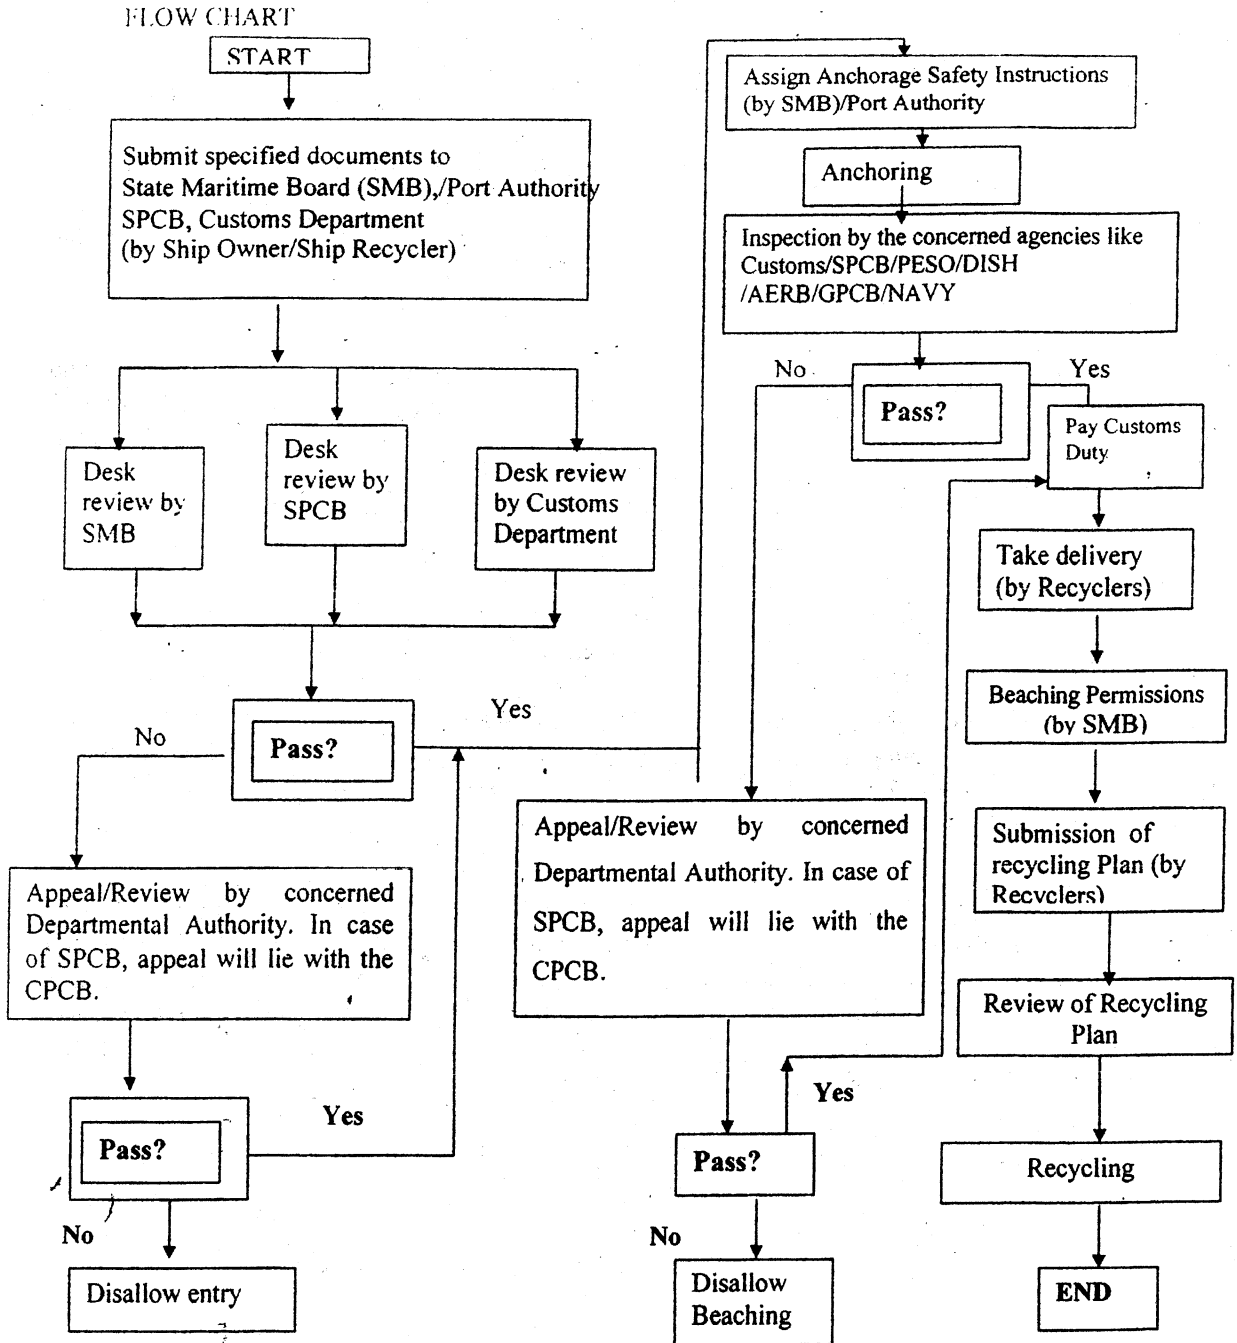 FLOW CHART
START
Submit specified documents to
State Maritime Board (SMB),/Port Authority
SPCB, Customs Department
(by Ship Owner/Ship Recycler)
Desk
review by
SMB
Desk
review by
SPCB
Desk review
by Customs
Department
Pass?
Yes
No
Appeal/Review by concerned
Departmental Authority. In case
of SPCB, appeal will lie with the
CPCB.
Pass?
Yes
No
Disallow entry
Assign Anchorage Safety Instructions
(by SMB)/Port Authority
Anchoring
Inspection by the concerned agencies like
Customs/SPCB/PESO/DISH
/AERB/GPCB/NAVY
No
Pass?
Yes
Appeal/Review by concerned
Departmental Authority. In case of
SPCB, appeal will lie with the
CPCB.
Pass?
Yes
No
Disallow
Beaching
Pay Customs
Duty
Take delivery
(by Recyclers)
Beaching Permissions
(by SMB)
Submission of
recycling Plan (by
Recyclers)
Review of Recycling
Plan
Recycling
END